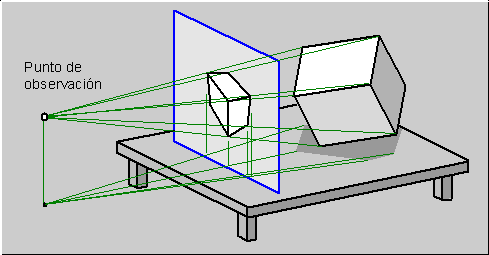 Punto de
observación